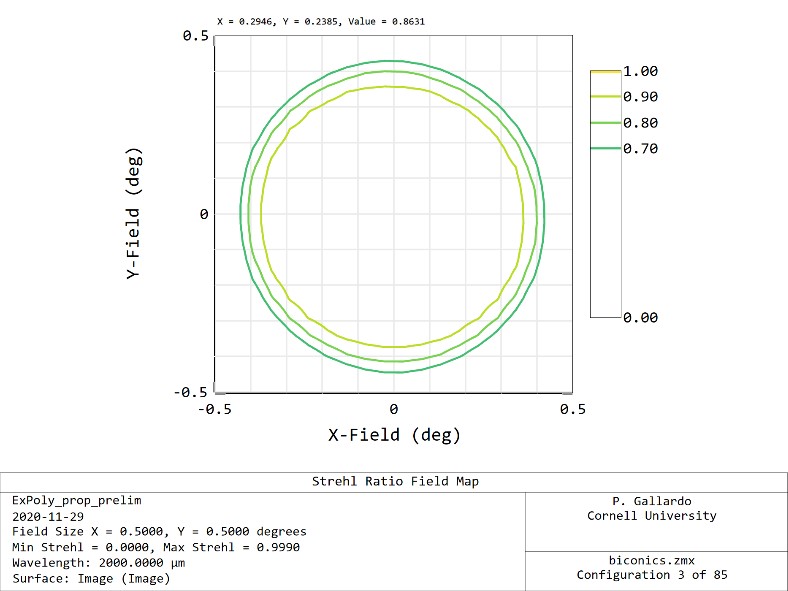 X = 0.2946, Y = 0.2385, Value = 0.8631
0.5
0
-0.5
Y-Field (deg)
-0.5
0
0.5
X-Field (deg)
1.00
0.90
0.80
0.70
0.00
Strehl Ratio Field Map
ExPoly_prop_prelim
2020-11-29
Field Size X = 0.5000, Y = 0.5000 degrees
Min Strehl = 0.0000, Max Strehl = 0.9990
Wavelength: 2000.0000 µm
Surface: Image (Image)
P. Gallardo
Cornell University
biconics.zmx
Configuration 3 of 85